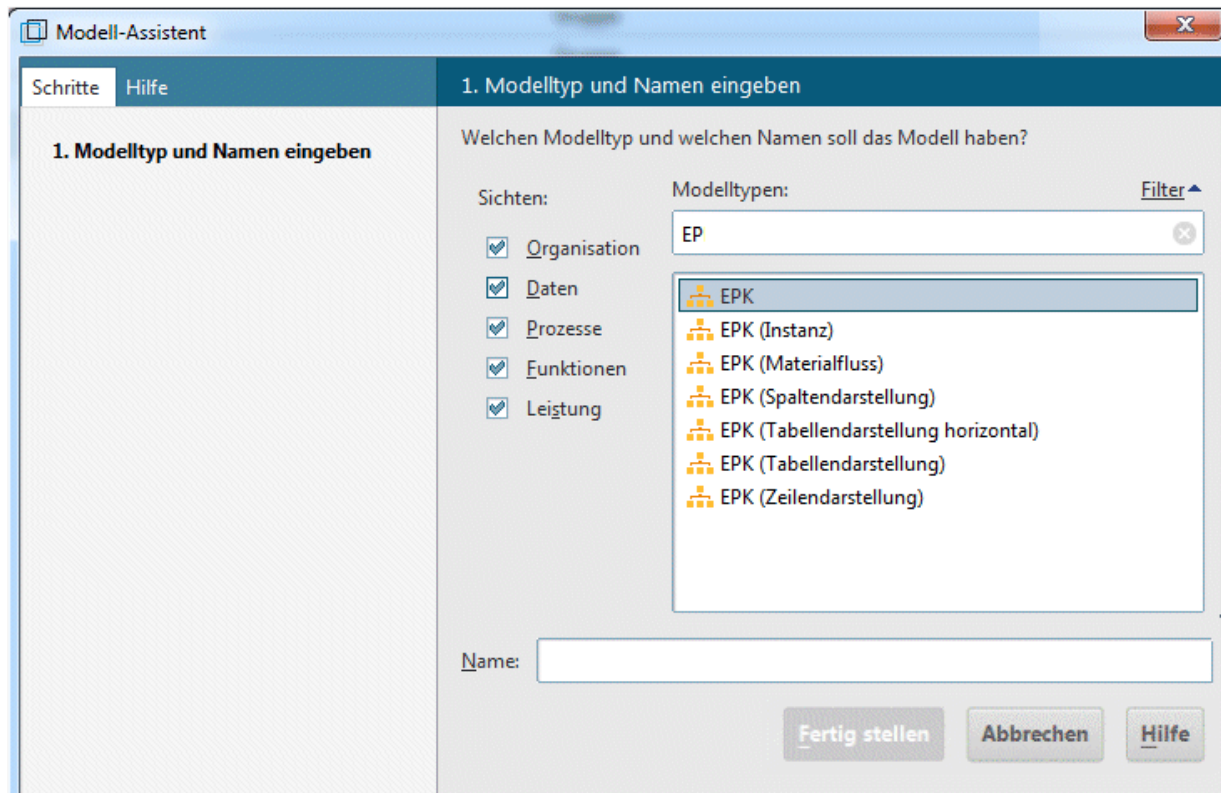 Modell-Assistent
Schritte
Hilfe
1. Modelltyp und Namen eingeben
1. Modelltyp und Namen eingeben
Welchen Modelltyp und welchen Namen soll das Modell haben?
Sichten:
Organisation
Daten
Prozesse
Funktionen
Leistung
Modelltypen:
Filter
EP
EPK
EPK (Instanz)
EPK (Materialfluss)
EPK (Spaltendarstellung)
EPK (Tabellendarstellung horizontal)
EPK (Tabellendarstellung)
EPK (Zeilendarstellung)
Name:
Fertig stellen
Abbrechen
Hilfe